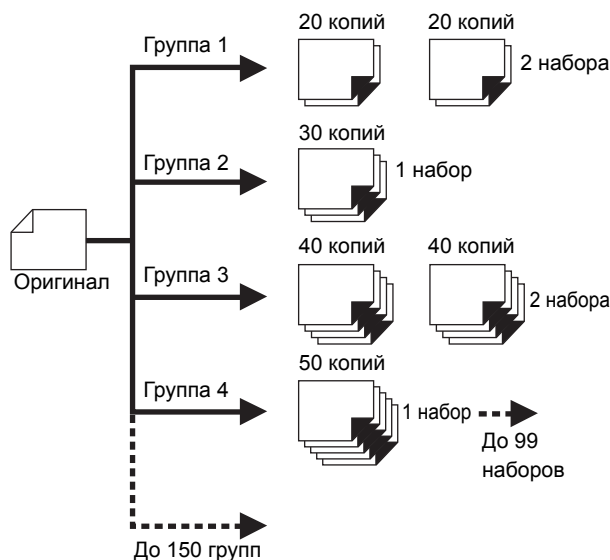 Группа 1
20 копий
20 копий
2 набора
Группа 2
30 копий
1 набор
Оригинал
Группа 3
40 копий
40 копий
2 набора
Группа 4
50 копий
1 набор
До 99
наборов
До 150 групп